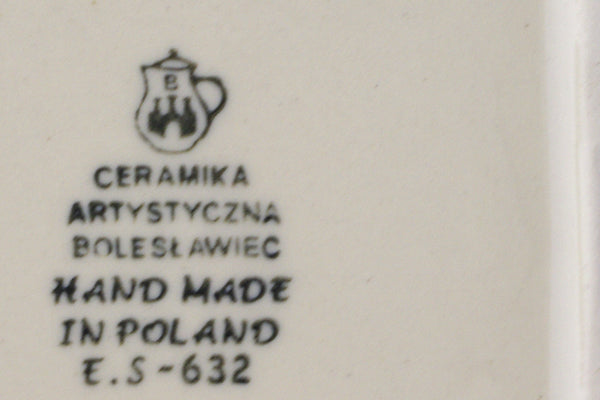 B
CERAMIKA
ARTYSTYCZNA
BOLESŁAWIEC
HAND MADE
IN POLAND
E.S-632